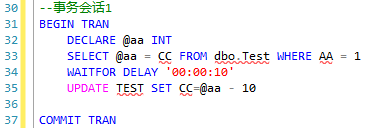 30 --事务会话1
31 BEGIN TRAN
32 DECLARE @aa INT
33 SELECT @aa = CC FROM dbo.Test WHERE AA = 1
34 WAITFOR DELAY '00:00:10'
35 UPDATE TEST SET CC=@aa - 10
36
37 COMMIT TRAN